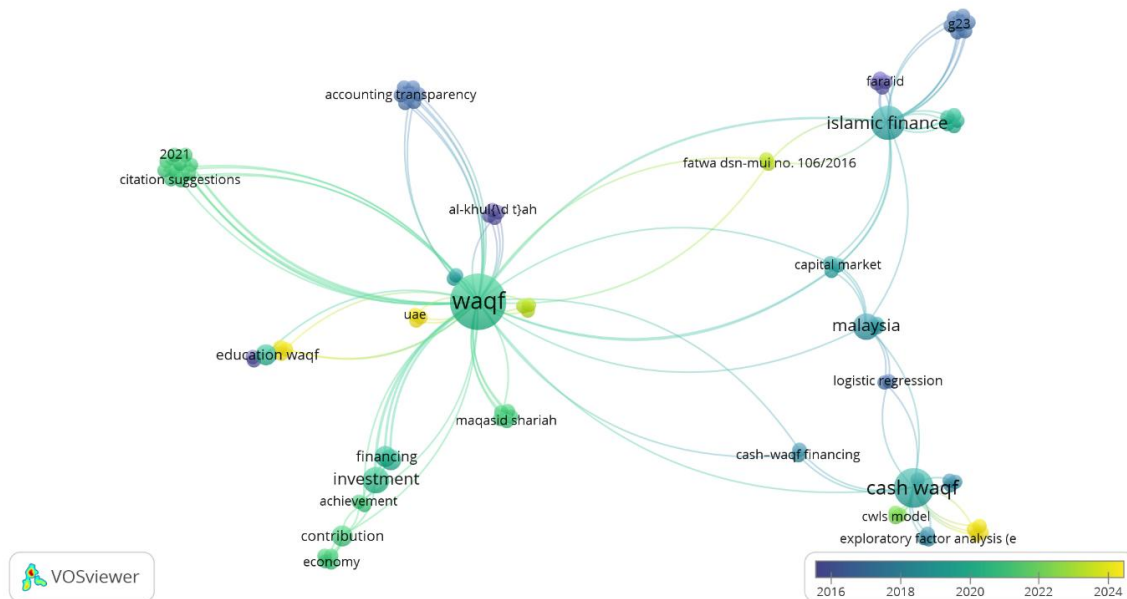 g23
fara'id
accounting transparency
islamic finance
2021
fatwa dsn-mui no. 106/2016
citation suggestions
al-khul{\d t}ah
capital market
waqf
uae
malaysia
education waqf
logistic regression
maqasid shariah
financing
cash–waqf financing
investment
cash waqf
achievement
cwls model
contribution
exploratory factor analysis (e
economy
VOSviewer
2016 2018 2020 2022 2024